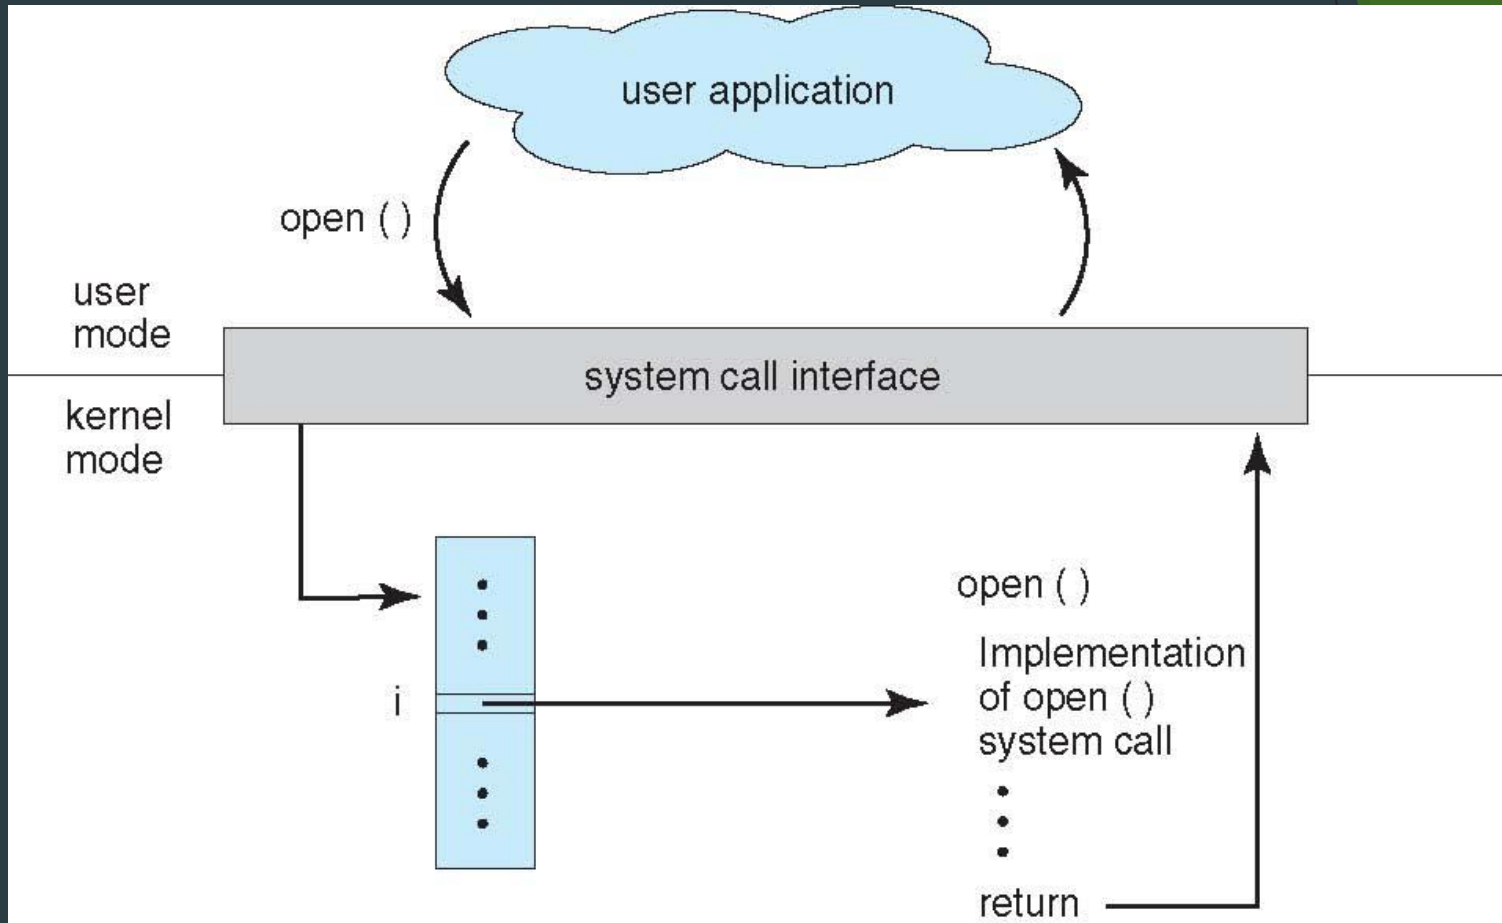 user application
open ( )
user
mode
system call interface
kernel
mode
open ( )
Implementation
of open ( )
system call
i
return